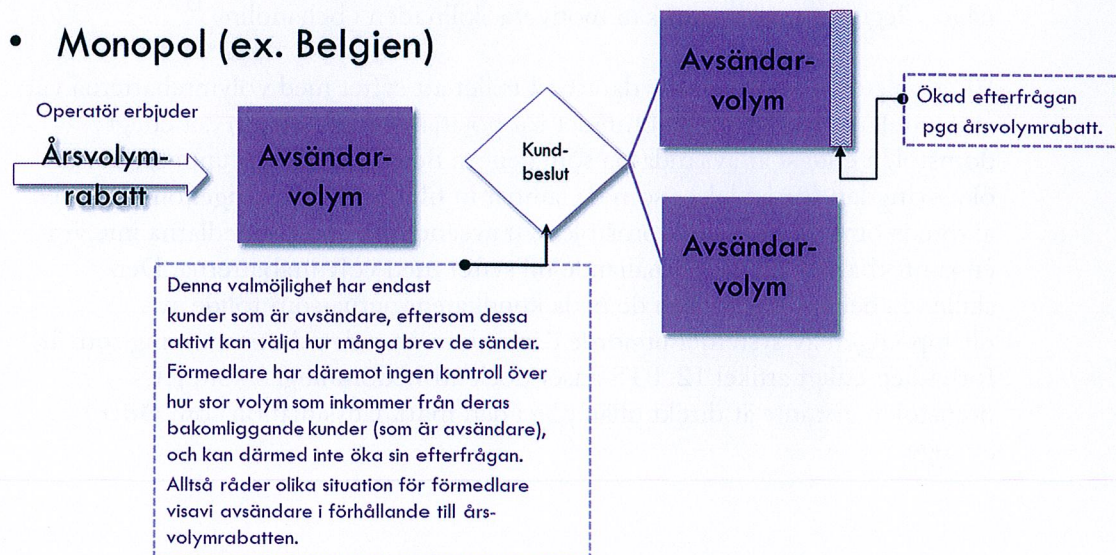 • Monopol (ex. Belgien)
Operatör erbjuder
Årsvolym-
rabatt
Avsändar-
volym
Kund-
beslut
Avsändar-
volym
Ökad efterfrågan
pga årsvolymrabatt.
Avsändar-
volym
Denna valmöjlighet har endast
kunder som är avsändare, eftersom dessa
aktivt kan välja hur många brev de sänder.
Förmedlare har däremot ingen kontroll över
hur stor volym som inkommer från deras
bakomliggande kunder (som är avsändare),
och kan därmed inte öka sin efterfrågan.
Alltså råder olika situation för förmedlare
visavi avsändare i förhållande till års-
volymrabatten.